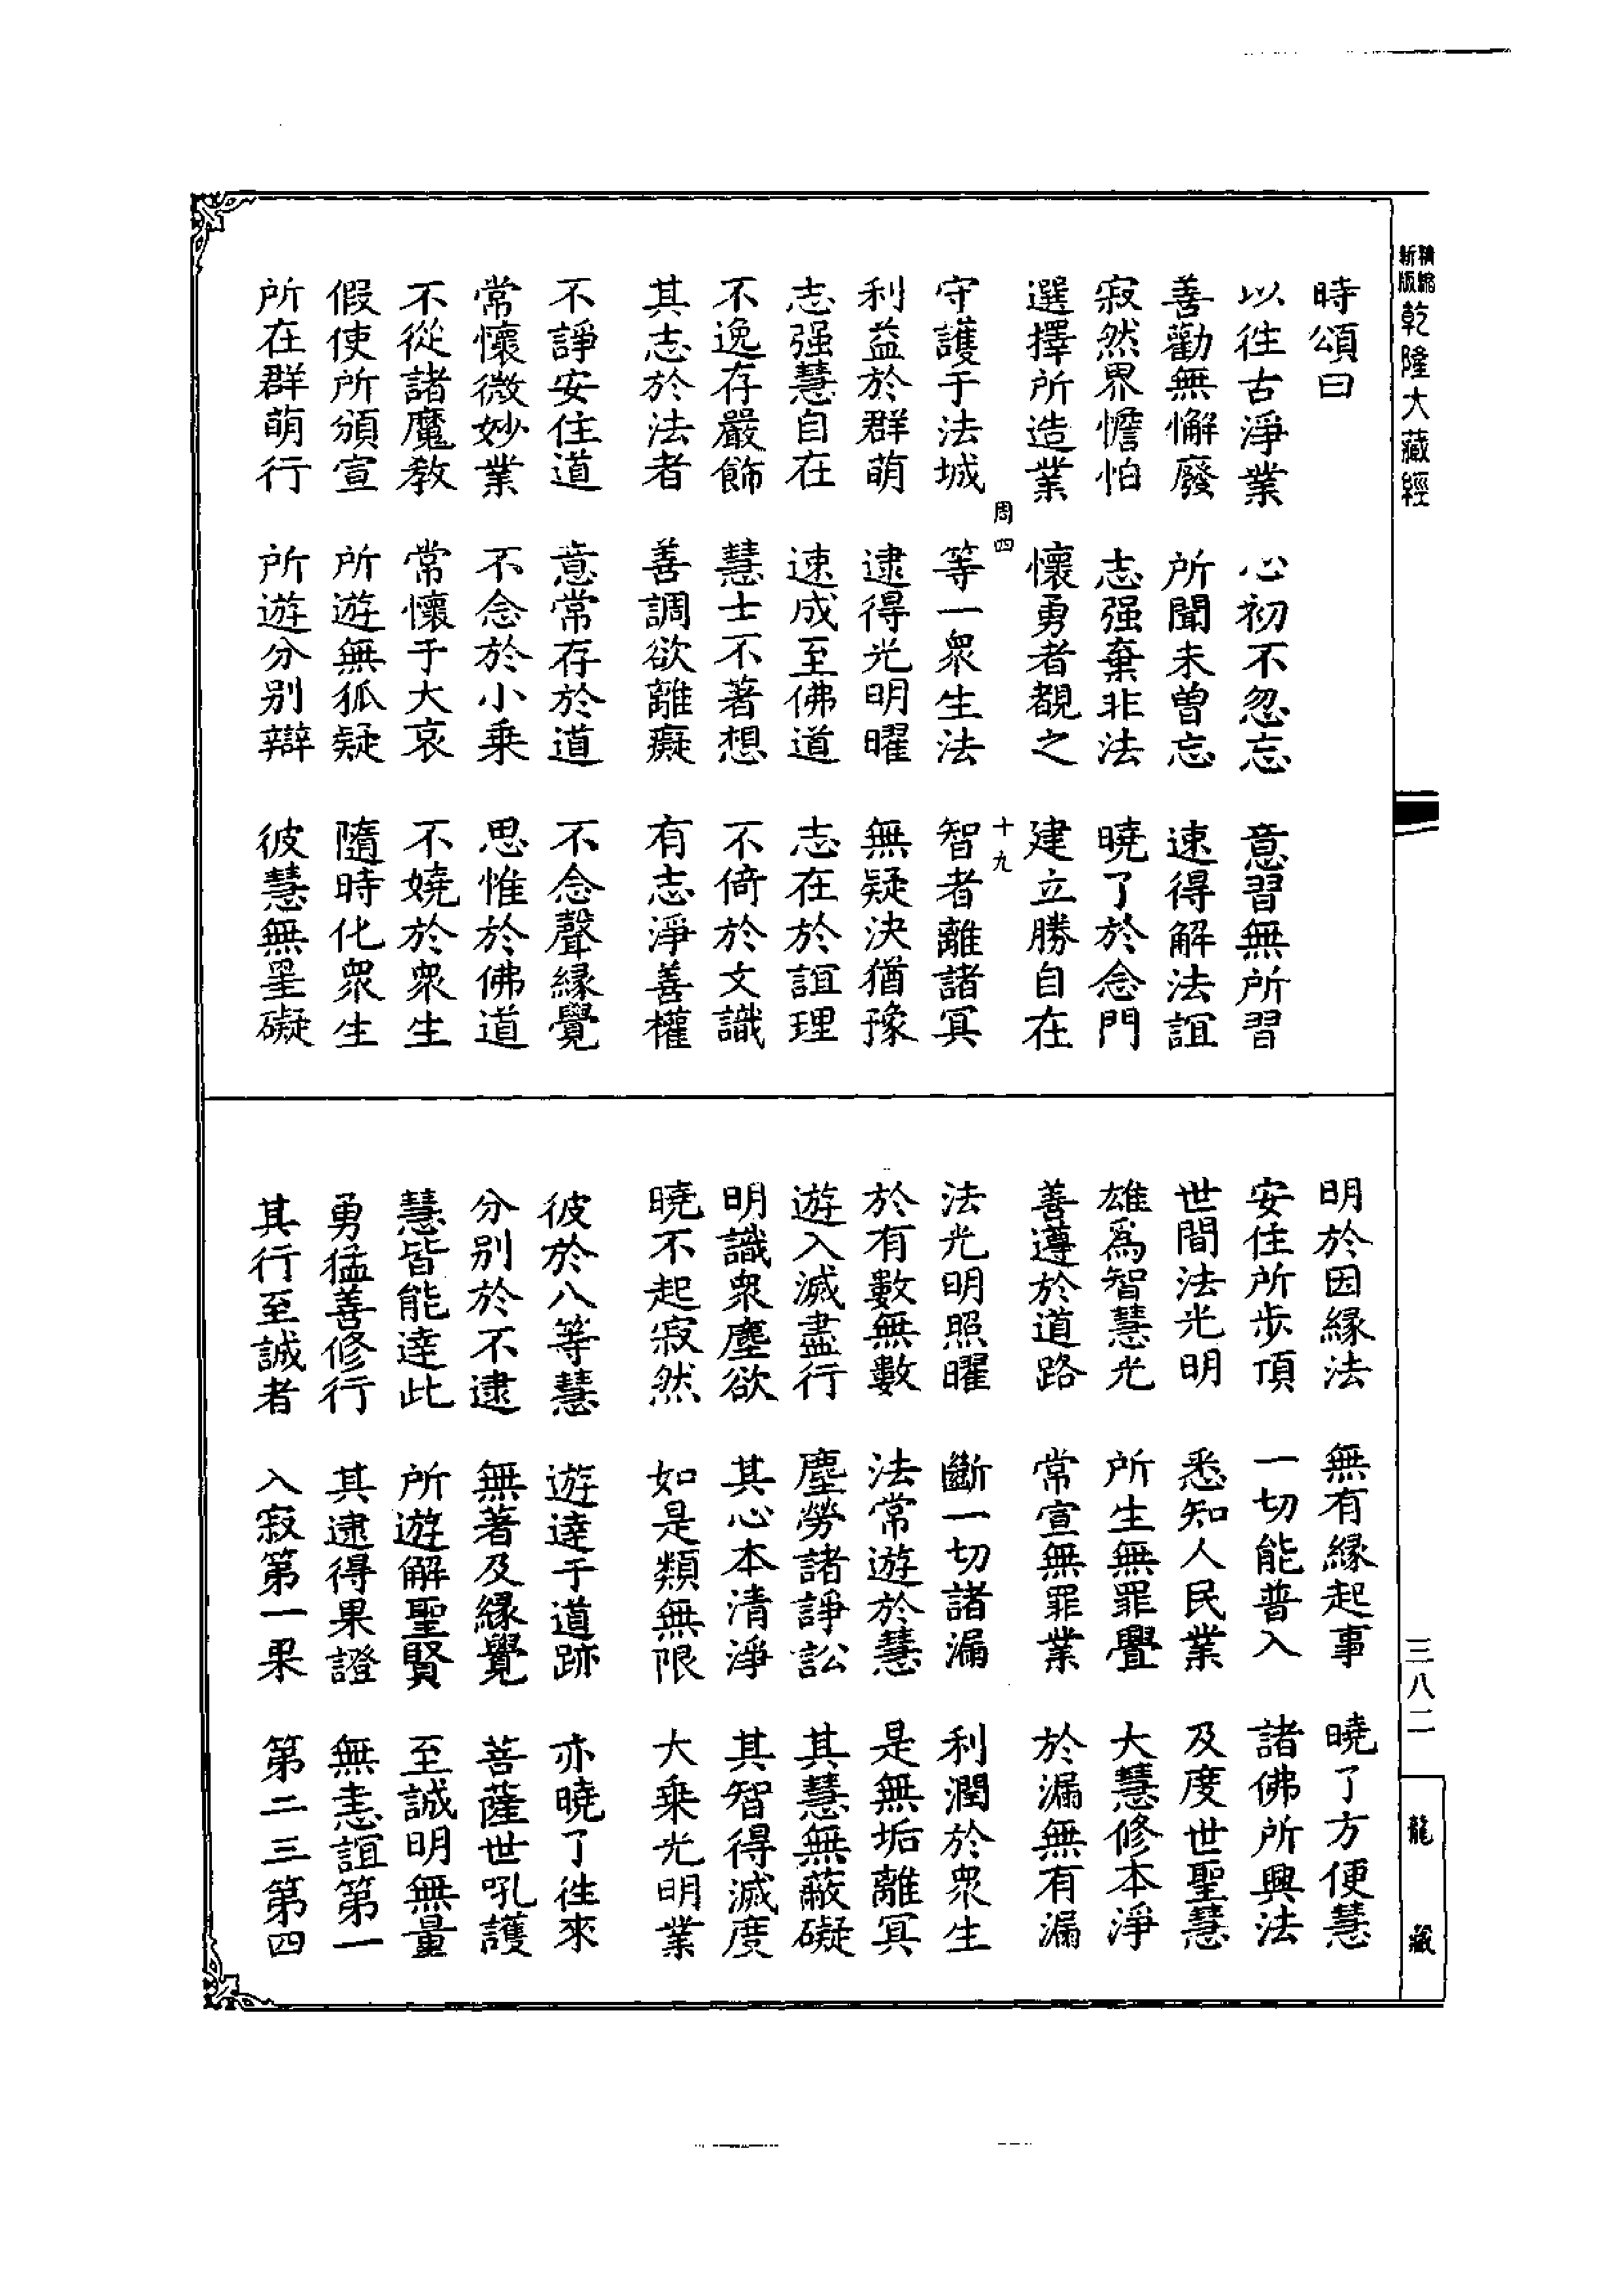 精縮新版乾隆大藏經
三八二
龍藏
時頌曰
以往古淨業　心初不忽忘　意習無所習
善勸無懈廢　所聞未曾忘　速得解法誼
寂然界憺怕　志强棄非法　曉了於念門
選擇所造業　懷勇者覩之　建立勝自在
周四　十九
守護于法城　等一衆生法　智者離諸冥
利益於群萌　逮得光明曜　無疑決猶豫
志强慧自在　速成至佛道　志在於誼理
不逸存嚴飾　慧士不著想　不倚於文識
其志於法者　善調欲離癡　有志淨善權
不諍安住道　意常存於道　不念聲緣覺
常懷微妙業　不念於小乘　思惟於佛道
不從諸魔教　常懷于大哀　不嬈於衆生
假使所頒宣　所遊無狐疑　隨時化衆生
所在群萌行　所遊分别辯　彼慧無罣礙
明於因緣法　無有緣起事　曉了方便慧
安住所步頂　一切能普入　諸佛所興法
世間法光明　悉知人民業　及度世聖慧
雄爲智慧光　所生無罪舋　大慧修本淨
善遵於道路　常宣無罪業　於漏無有漏
法光明照曜　斷一切諸漏　利潤於衆生
於有數無數　法常遊於慧　是無垢離冥
遊入滅盡行　塵勞諸諍訟　其慧無蔽礙
明識衆塵欲　其心本清淨　其智得滅度
曉不起寂然　如是類無限　大乘光明業
彼於八等慧　遊達于道跡　亦曉了往來
分别於不逮　無著及緣覺　菩薩世吼護
慧皆能達此　所遊解聖賢　至誠明無量
勇猛善修行　其逮得果證　無恚誼第一
其行至誠者　入寂第一果　第二三第四